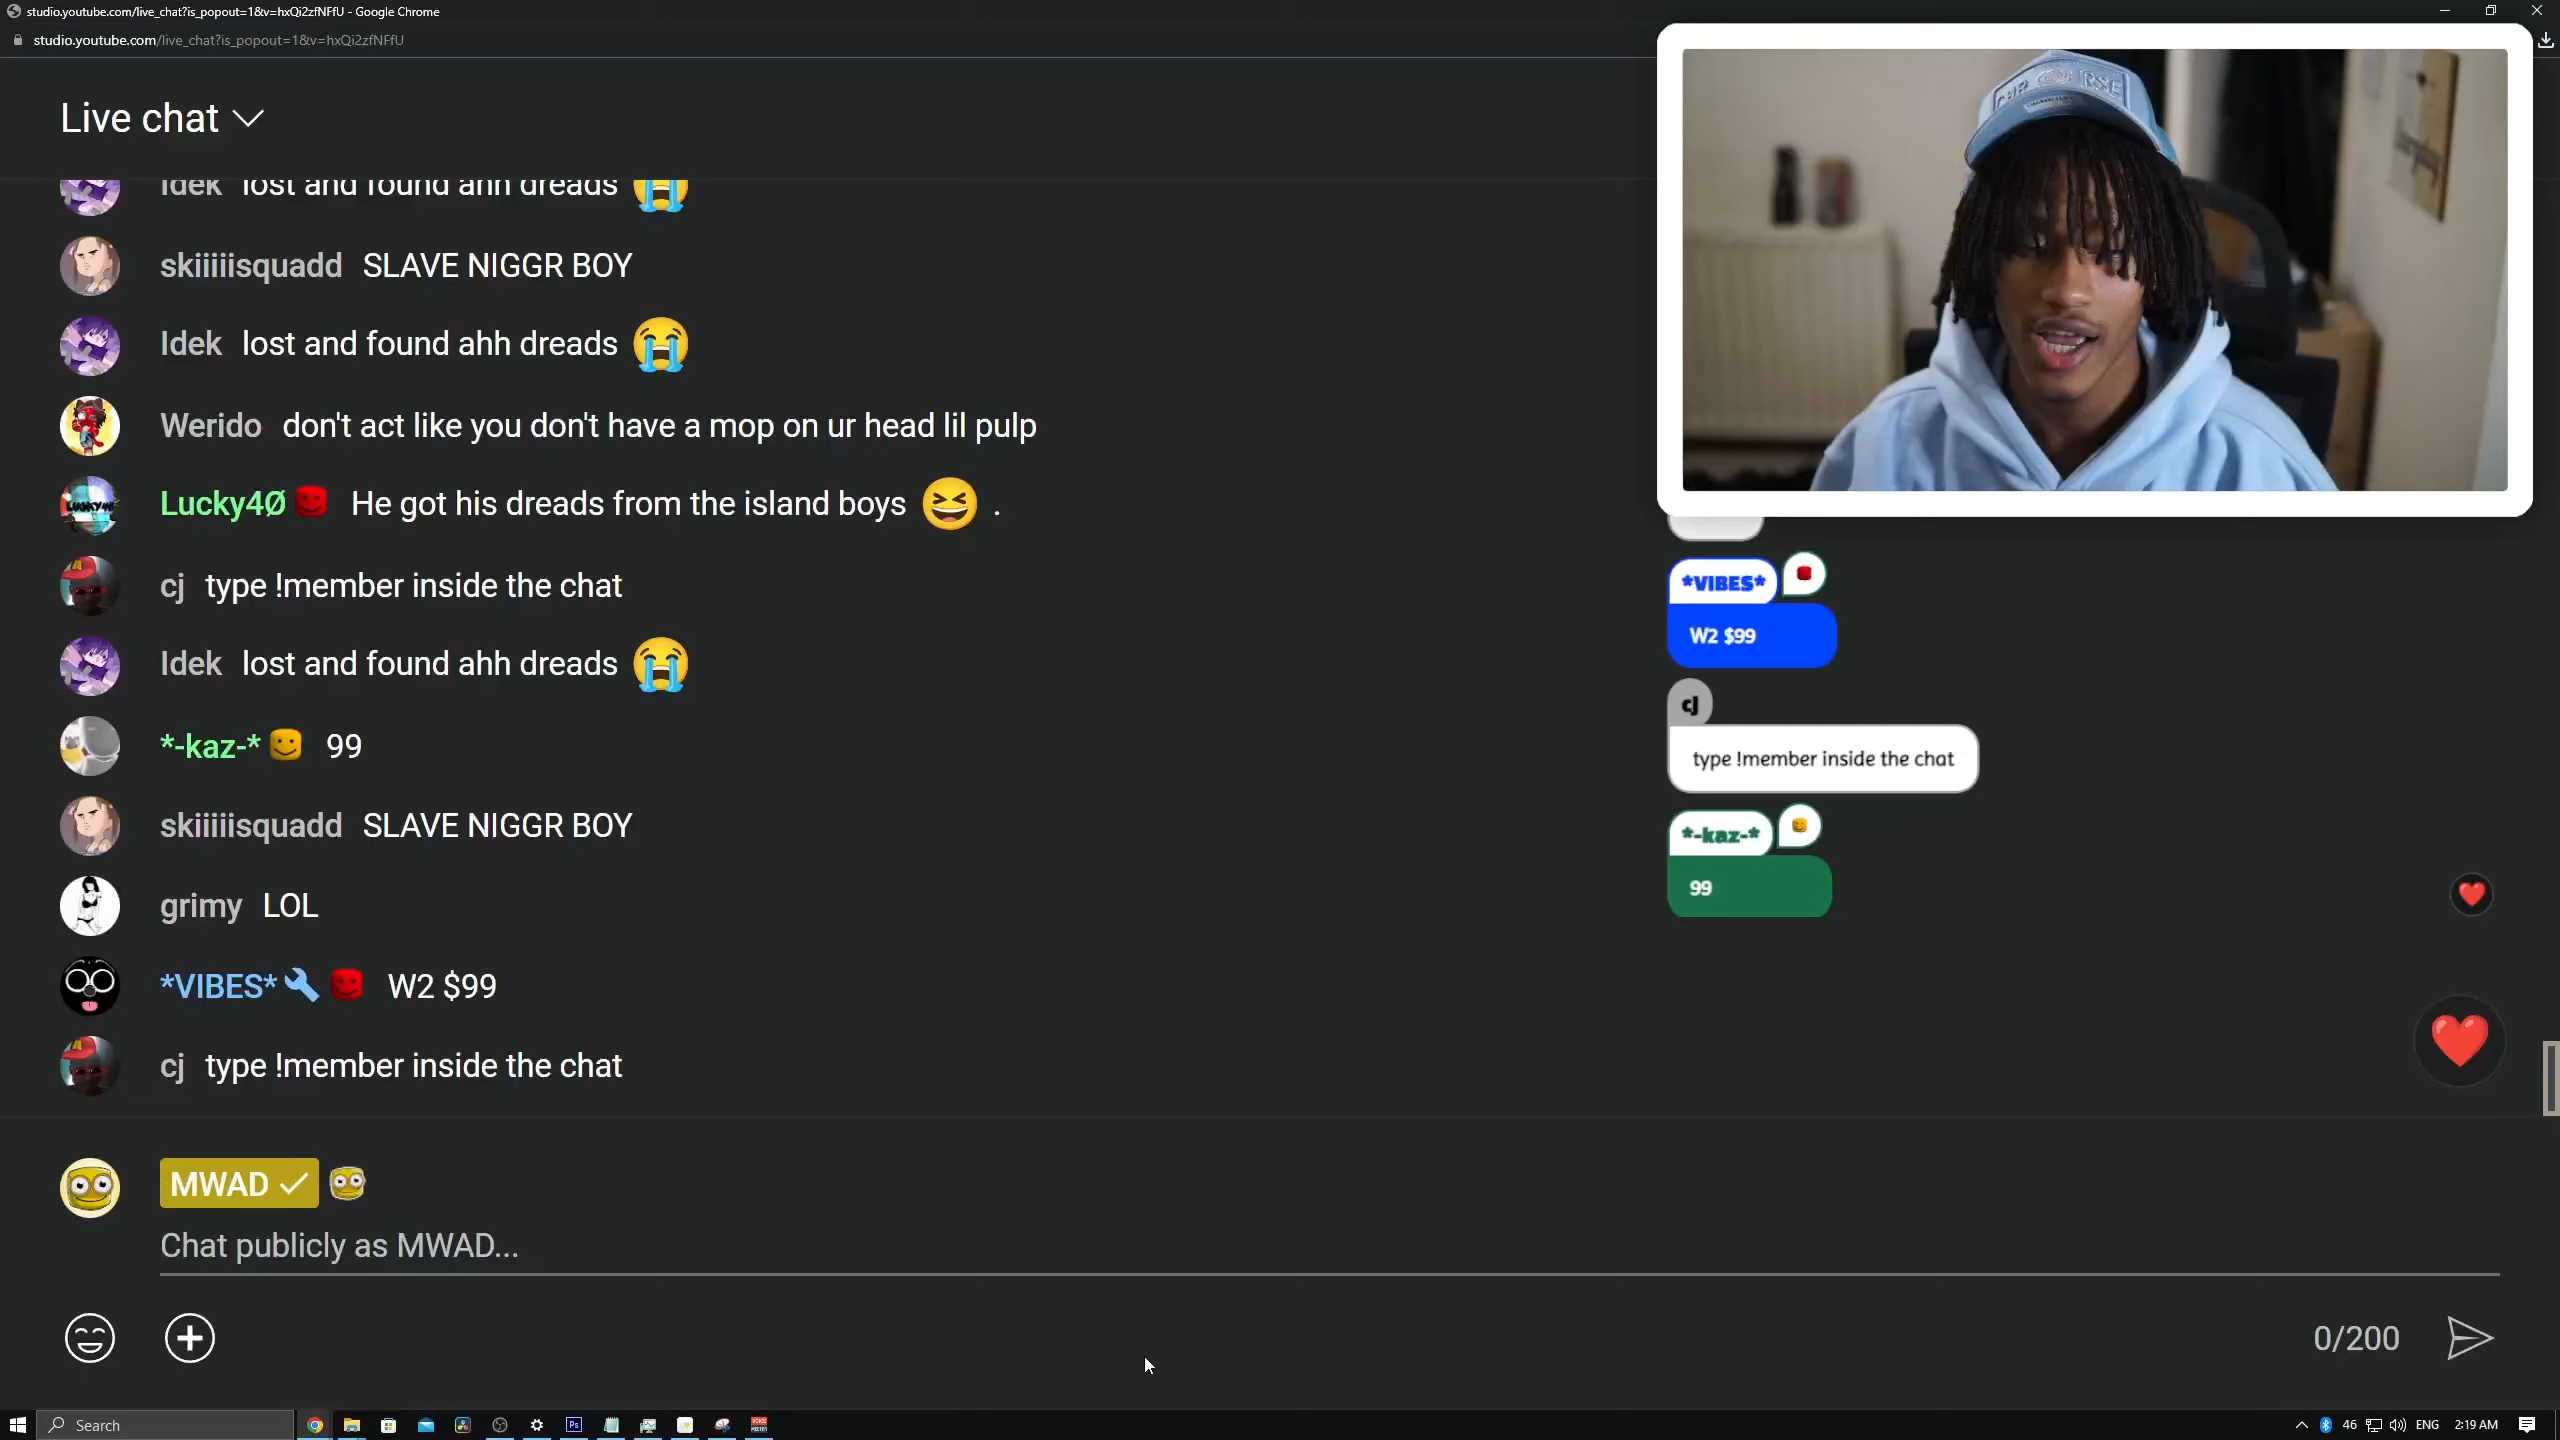 studio.youtube.com/live_chat?is_popout=1&v=hxQi2zfNFfU - Google Chrome
studio.youtube.com/live_chat?is_popout=1&v=hxQi2zfNFfU
Live chat
Idek lost and found ahh dreads 😭
skiiiiisquadd SLAVE NIGGR BOY
Idek lost and found ahh dreads 😭
Werido don't act like you don't have a mop on ur head lil pulp
Lucky4Ø He got his dreads from the island boys 😆 .
cj type !member inside the chat
Idek lost and found ahh dreads 😭
*-kaz-* 99
skiiiiisquadd SLAVE NIGGR BOY
grimy LOL
*VIBES* W2 $99
cj type !member inside the chat
MWAD
Chat publicly as MWAD...
0/200
*VIBES*
W2 $99
cj
type !member inside the chat
*-kaz-*
99
Search
Ps
46
ENG
2:19 AM